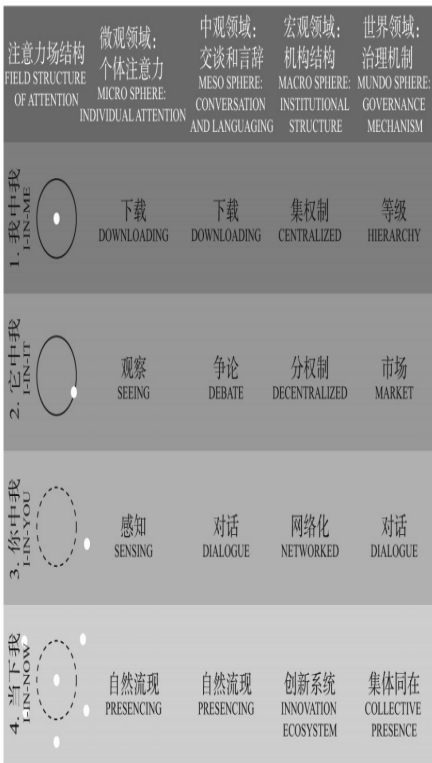 注意力场结构
FIELD STRUCTURE
OF ATTENTION
微观领域：
个体注意力
MICRO SPHERE:
INDIVIDUAL ATTENTION
中观领域：
交谈和言辞
MESO SPHERE:
CONVERSATION
AND LANGUAGING
宏观领域：
机构结构
MACRO SPHERE:
INSTITUTIONAL
STRUCTURE
世界领域：
治理机制
MUNDO SPHERE:
GOVERNANCE
MECHANISM
1. 我中我
I-IN-ME
下载
DOWNLOADING
下载
DOWNLOADING
集权制
CENTRALIZED
等级
HIERARCHY
2. 它中我
I-IN-IT
观察
SEEING
争论
DEBATE
分权制
DECENTRALIZED
市场
MARKET
3. 你中我
I-IN-YOU
感知
SENSING
对话
DIALOGUE
网络化
NETWORKED
对话
DIALOGUE
4. 当下我
I-IN-NOW
自然流现
PRESENCING
自然流现
PRESENCING
创新系统
INNOVATION
ECOSYSTEM
集体同在
COLLECTIVE
PRESENCE